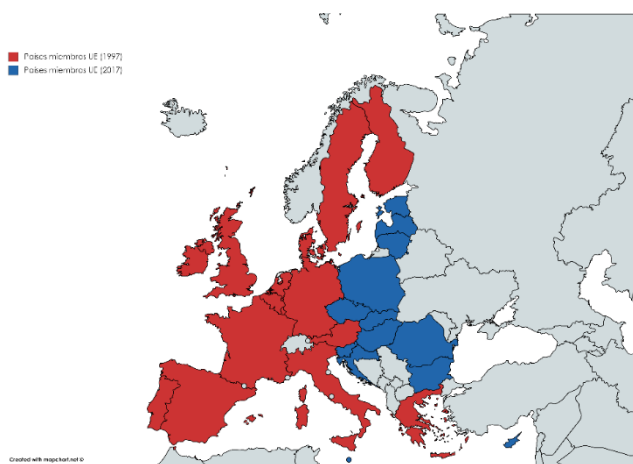 Países miembros UE (1997)
Países miembros UE (2017)
Created with mapchart.net ©